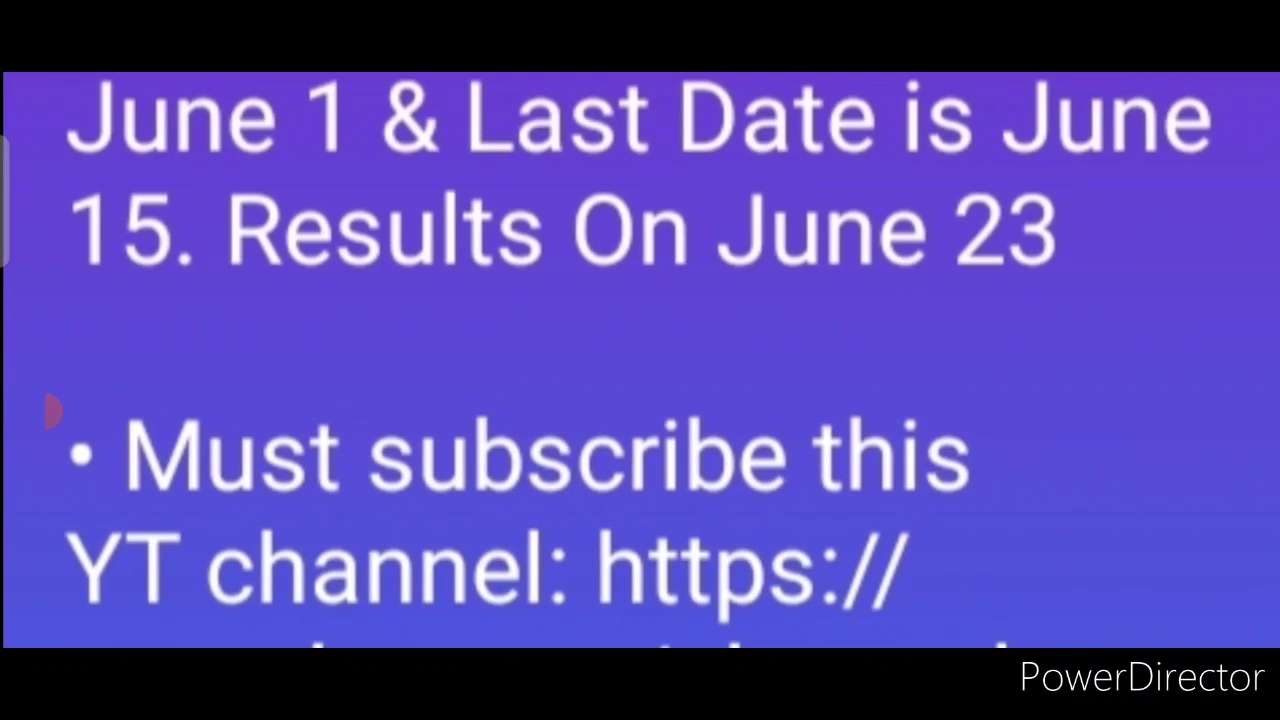 June 1 & Last Date is June
15. Results On June 23
• Must subscribe this
YT channel: https://
PowerDirector